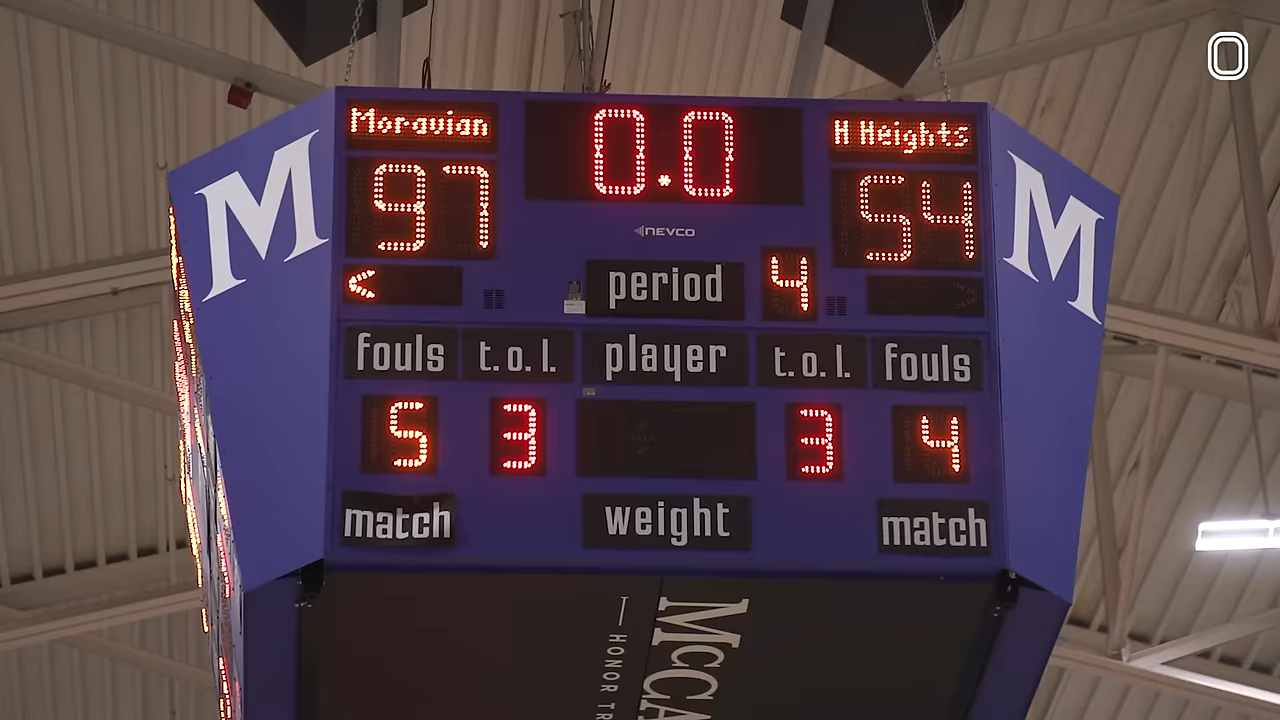 O
Moravian 0.0 H Heights
M 97 54 M
NEVCO
< period 4
fouls t.o.l. player t.o.l. fouls
5 3 3 4
match weight match
HONOR TR
McCA